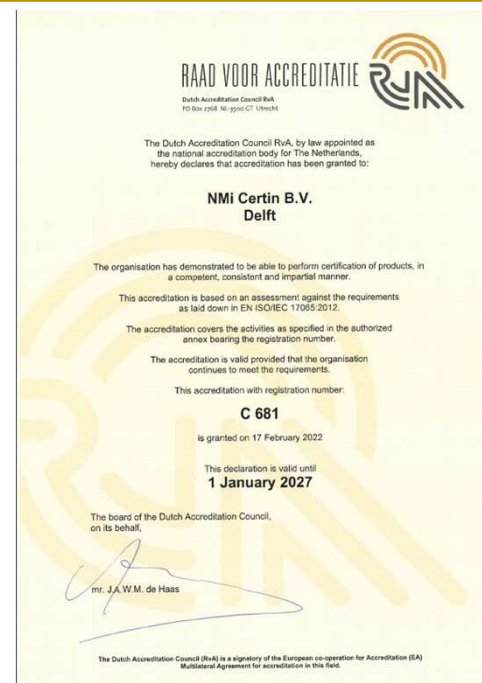 RAAD VOOR ACCREDITATIE
RVA
Dutch Accreditation Council RvA
PO Box 2768 NL-3500 GT Utrecht
The Dutch Accreditation Council RvA, by law appointed as
the national accreditation body for The Netherlands,
hereby declares that accreditation has been granted to:
NMi Certin B.V.
Delft
The organisation has demonstrated to be able to perform certification of products, in
a competent, consistent and impartial manner.
This accreditation is based on an assessment against the requirements
as laid down in EN ISO/IEC 17065:2012.
The accreditation covers the activities as specified in the authorized
annex bearing the registration number.
The accreditation is valid provided that the organisation
continues to meet the requirements.
This accreditation with registration number:
C 681
is granted on 17 February 2022
This declaration is valid until
1 January 2027
The board of the Dutch Accreditation Council,
on its behalf,
mr. J.A.W.M. de Haas
The Dutch Accreditation Council (RvA) is a signatory of the European co-operation for Accreditation (EA)
Multilateral Agreement for accreditation in this field.